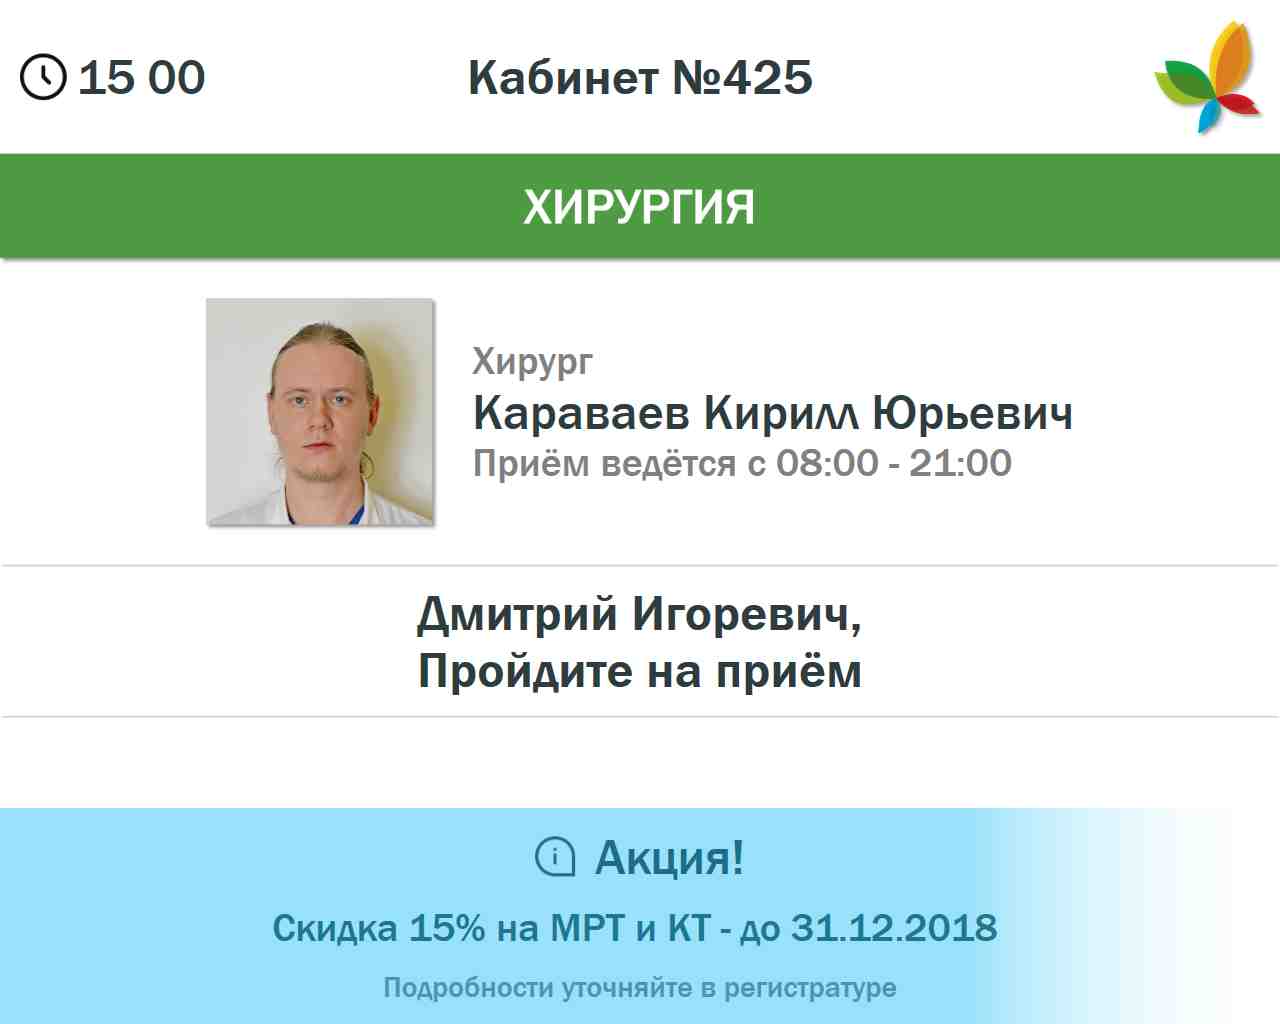 15 00
Кабинет №425
ХИРУРГИЯ
Хирург
Караваев Кирилл Юрьевич
Приём ведётся с 08:00 - 21:00
Дмитрий Игоревич,
Пройдите на приём
Акция!
Скидка 15% на МРТ и КТ - до 31.12.2018
Подробности уточняйте в регистратуре